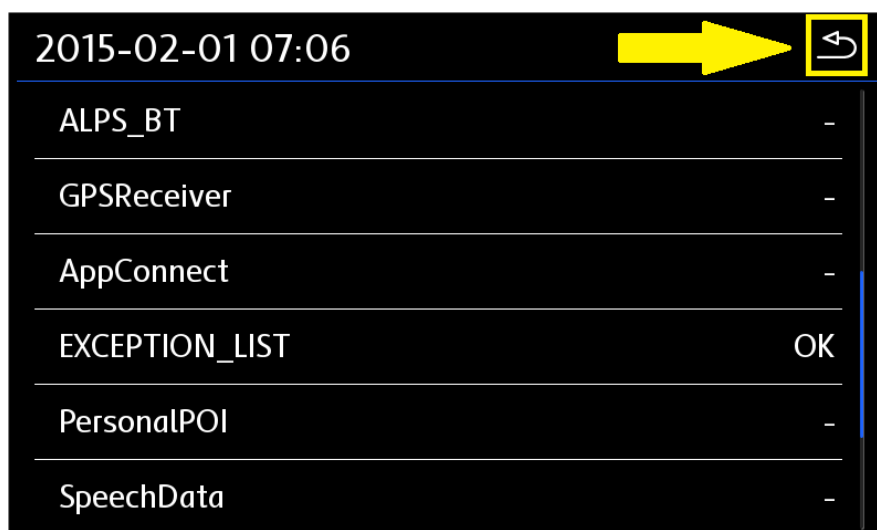 2015-02-01 07:06
ALPS_BT -
GPSReceiver -
AppConnect -
EXCEPTION_LIST OK
PersonalPOI -
SpeechData -